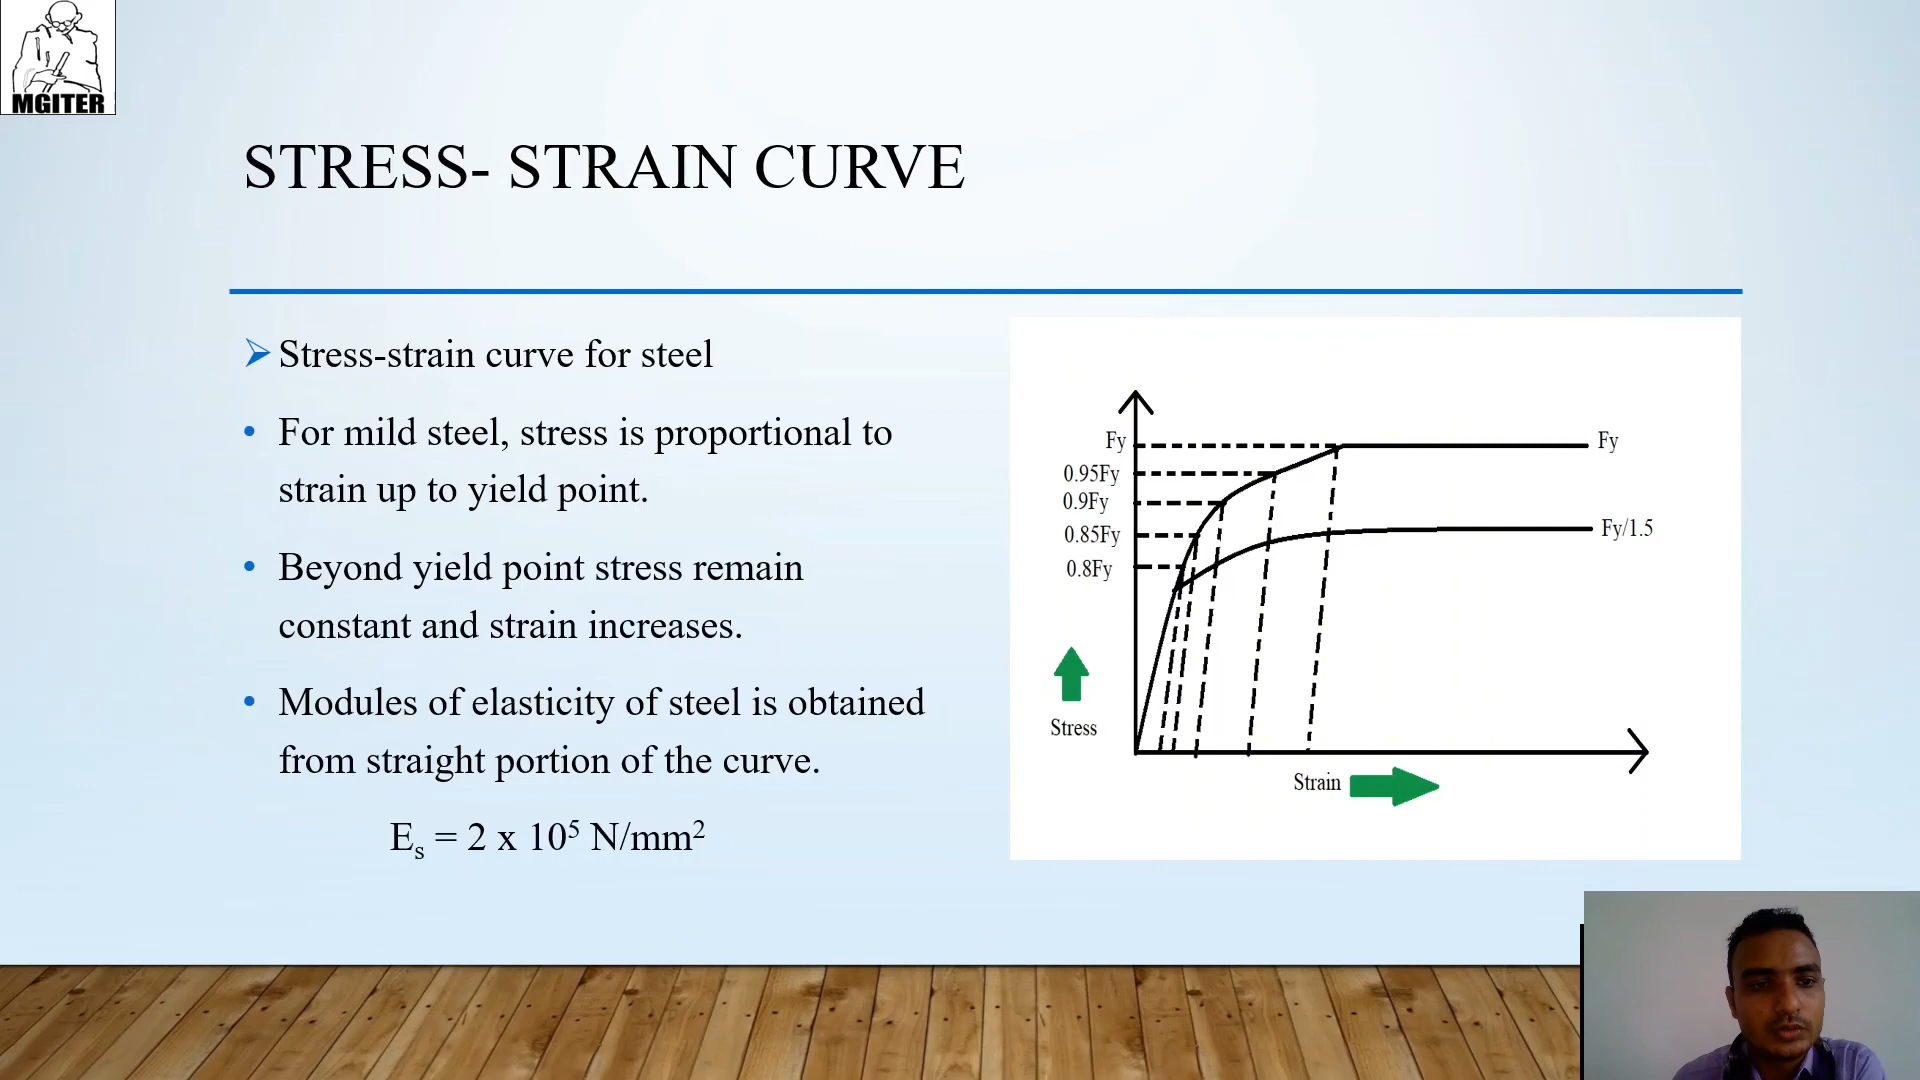 MGITER
STRESS- STRAIN CURVE
Stress-strain curve for steel
For mild steel, stress is proportional to
strain up to yield point.
Beyond yield point stress remain
constant and strain increases.
Modules of elasticity of steel is obtained
from straight portion of the curve.
Es = 2 x 10⁵ N/mm²
Fy
Fy
0.95Fy
0.9Fy
0.85Fy
Fy/1.5
0.8Fy
Stress
Strain